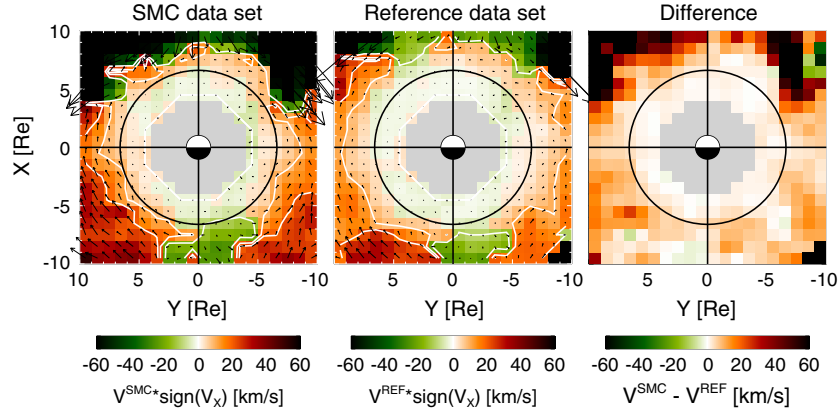 SMC data set Reference data set Difference
X [Re]
10
5
0
-5
-10
10 5 0 -5 -10 10 5 0 -5 -10 10 5 0 -5 -10
Y [Re] Y [Re] Y [Re]
-60 -40 -20 0 20 40 60 -60 -40 -20 0 20 40 60 -60 -40 -20 0 20 40 60
V^SMC*sign(V_X) [km/s] V^REF*sign(V_X) [km/s] V^SMC - V^REF [km/s]